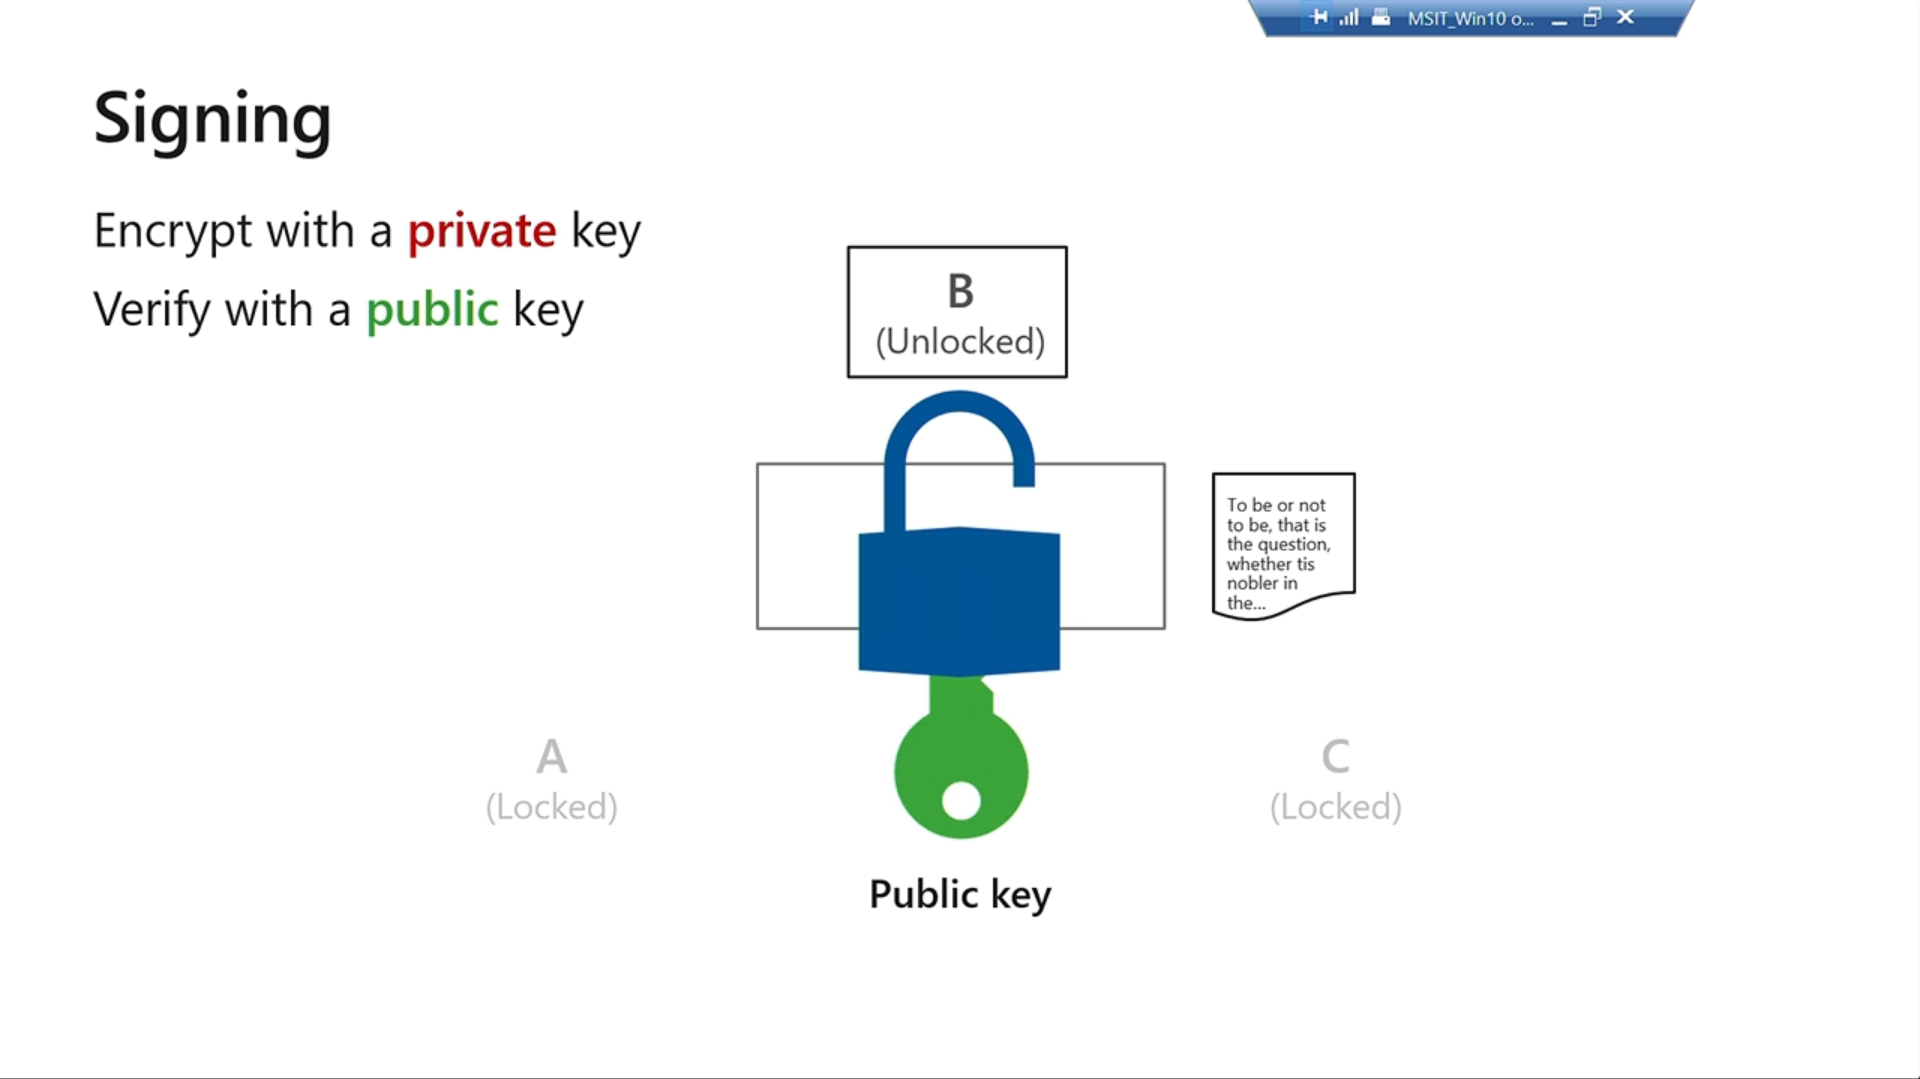 MSIT_Win10 o...
Signing
Encrypt with a private key
Verify with a public key
B
(Unlocked)
To be or not
to be, that is
the question,
whether tis
nobler in
the...
A
(Locked)
C
(Locked)
Public key